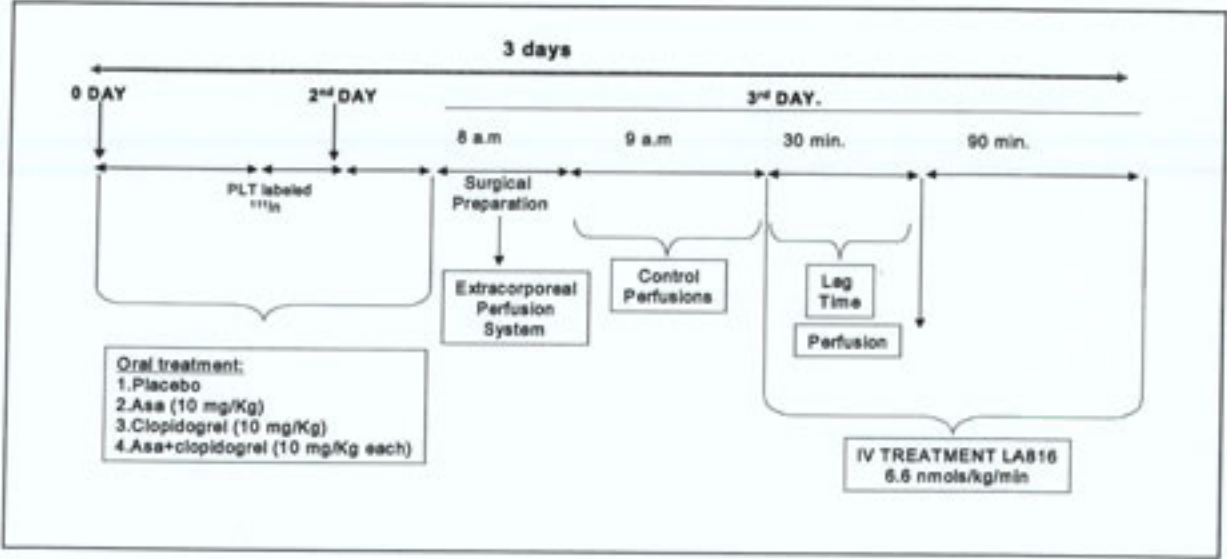 3 days
0 DAY
2nd DAY
3rd DAY.
8 a.m
9 a.m
30 min.
90 min.
PLT labeled
111In
Surgical
Preparation
Extracorporeal
Perfusion
System
Control
Perfusions
Lag
Time
Perfusion
Oral treatment:
1.Placebo
2.Asa (10 mg/Kg)
3.Clopidogrel (10 mg/Kg)
4.Asa+clopidogrel (10 mg/Kg each)
IV TREATMENT LA816
6.6 nmols/kg/min